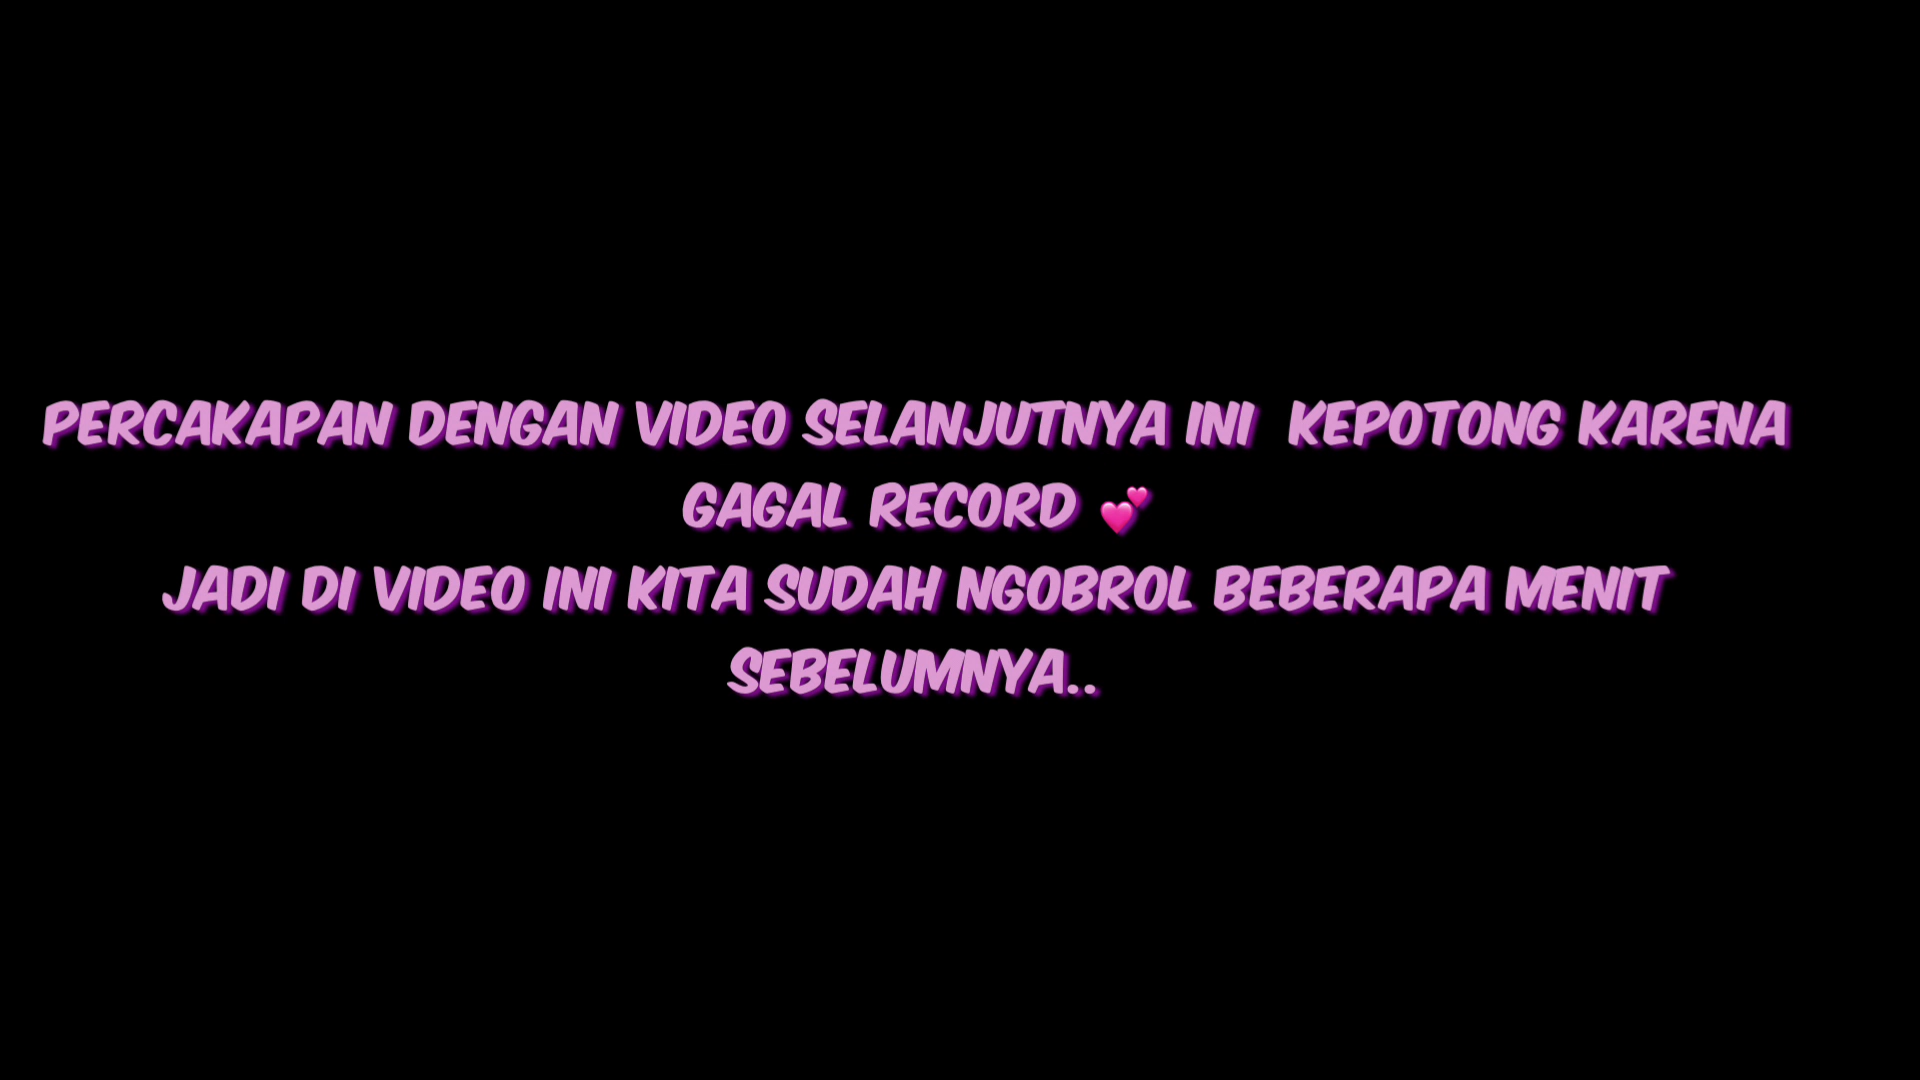 PERCAKAPAN DENGAN VIDEO SELANJUTNYA INI  KEPOTONG KARENA
GAGAL RECORD 💕
JADI DI VIDEO INI KITA SUDAH NGOBROL BEBERAPA MENIT
SEBELUMNYA..